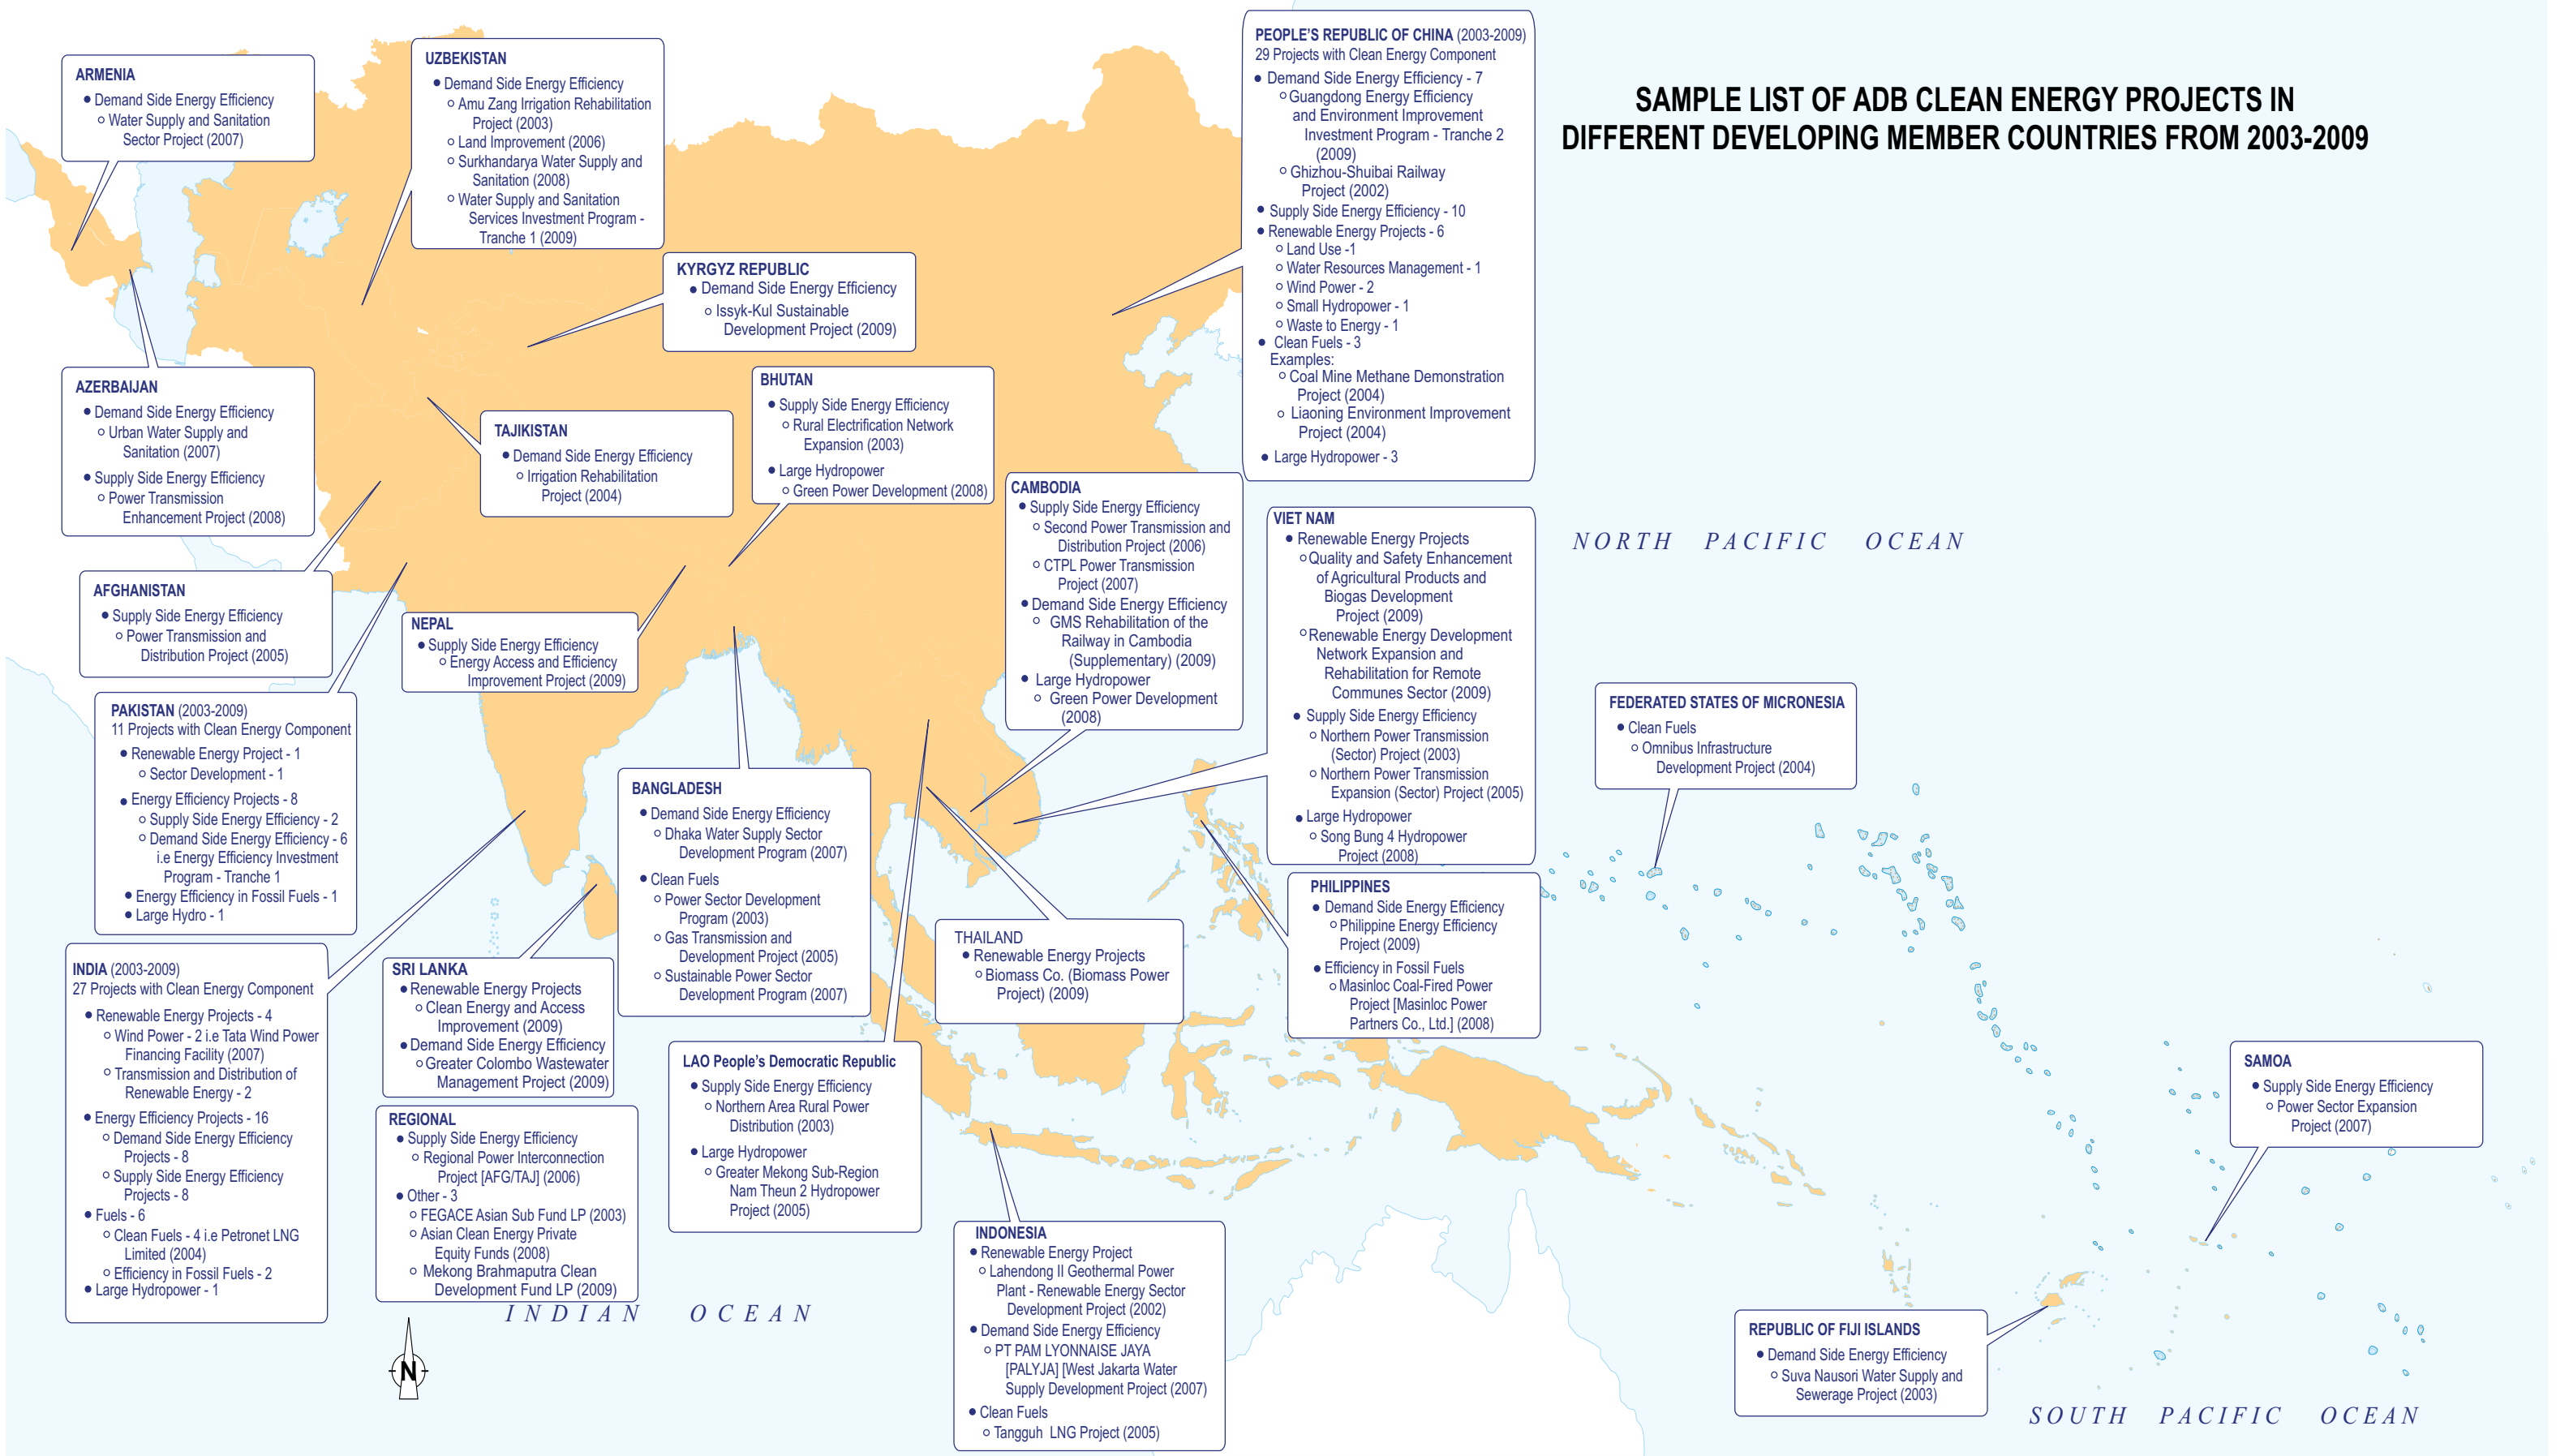 SAMPLE LIST OF ADB CLEAN ENERGY PROJECTS IN
DIFFERENT DEVELOPING MEMBER COUNTRIES FROM 2003-2009
ARMENIA
● Demand Side Energy Efficiency
○ Water Supply and Sanitation
Sector Project (2007)
UZBEKISTAN
● Demand Side Energy Efficiency
○ Amu Zang Irrigation Rehabilitation
Project (2003)
○ Land Improvement (2006)
○ Surkhandarya Water Supply and
Sanitation (2008)
○ Water Supply and Sanitation
Services Investment Program -
Tranche 1 (2009)
KYRGYZ REPUBLIC
● Demand Side Energy Efficiency
○ Issyk-Kul Sustainable
Development Project (2009)
PEOPLE'S REPUBLIC OF CHINA (2003-2009)
29 Projects with Clean Energy Component
● Demand Side Energy Efficiency - 7
○ Guangdong Energy Efficiency
and Environment Improvement
Investment Program - Tranche 2
(2009)
○ Ghizhou-Shuibai Railway
Project (2002)
● Supply Side Energy Efficiency - 10
● Renewable Energy Projects - 6
○ Land Use -1
○ Water Resources Management - 1
○ Wind Power - 2
○ Small Hydropower - 1
○ Waste to Energy - 1
● Clean Fuels - 3
Examples:
○ Coal Mine Methane Demonstration
Project (2004)
○ Liaoning Environment Improvement
Project (2004)
● Large Hydropower - 3
AZERBAIJAN
● Demand Side Energy Efficiency
○ Urban Water Supply and
Sanitation (2007)
● Supply Side Energy Efficiency
○ Power Transmission
Enhancement Project (2008)
TAJIKISTAN
● Demand Side Energy Efficiency
○ Irrigation Rehabilitation
Project (2004)
BHUTAN
● Supply Side Energy Efficiency
○ Rural Electrification Network
Expansion (2003)
● Large Hydropower
○ Green Power Development (2008)
CAMBODIA
● Supply Side Energy Efficiency
○ Second Power Transmission and
Distribution Project (2006)
○ CTPL Power Transmission
Project (2007)
● Demand Side Energy Efficiency
○ GMS Rehabilitation of the
Railway in Cambodia
(Supplementary) (2009)
● Large Hydropower
○ Green Power Development
(2008)
VIET NAM
● Renewable Energy Projects
○ Quality and Safety Enhancement
of Agricultural Products and
Biogas Development
Project (2009)
○ Renewable Energy Development
Network Expansion and
Rehabilitation for Remote
Communes Sector (2009)
● Supply Side Energy Efficiency
○ Northern Power Transmission
(Sector) Project (2003)
○ Northern Power Transmission
Expansion (Sector) Project (2005)
● Large Hydropower
○ Song Bung 4 Hydropower
Project (2008)
NORTH PACIFIC OCEAN
AFGHANISTAN
● Supply Side Energy Efficiency
○ Power Transmission and
Distribution Project (2005)
NEPAL
● Supply Side Energy Efficiency
○ Energy Access and Efficiency
Improvement Project (2009)
PAKISTAN (2003-2009)
11 Projects with Clean Energy Component
● Renewable Energy Project - 1
○ Sector Development - 1
● Energy Efficiency Projects - 8
○ Supply Side Energy Efficiency - 2
○ Demand Side Energy Efficiency - 6
i.e Energy Efficiency Investment
Program - Tranche 1
● Energy Efficiency in Fossil Fuels - 1
● Large Hydro - 1
BANGLADESH
● Demand Side Energy Efficiency
○ Dhaka Water Supply Sector
Development Program (2007)
● Clean Fuels
○ Power Sector Development
Program (2003)
○ Gas Transmission and
Development Project (2005)
○ Sustainable Power Sector
Development Program (2007)
FEDERATED STATES OF MICRONESIA
● Clean Fuels
○ Omnibus Infrastructure
Development Project (2004)
PHILIPPINES
● Demand Side Energy Efficiency
○ Philippine Energy Efficiency
Project (2009)
● Efficiency in Fossil Fuels
○ Masinloc Coal-Fired Power
Project [Masinloc Power
Partners Co., Ltd.] (2008)
THAILAND
● Renewable Energy Projects
○ Biomass Co. (Biomass Power
Project) (2009)
INDIA (2003-2009)
27 Projects with Clean Energy Component
● Renewable Energy Projects - 4
○ Wind Power - 2 i.e Tata Wind Power
Financing Facility (2007)
○ Transmission and Distribution of
Renewable Energy - 2
● Energy Efficiency Projects - 16
○ Demand Side Energy Efficiency
Projects - 8
○ Supply Side Energy Efficiency
Projects - 8
● Fuels - 6
○ Clean Fuels - 4 i.e Petronet LNG
Limited (2004)
○ Efficiency in Fossil Fuels - 2
● Large Hydropower - 1
SRI LANKA
● Renewable Energy Projects
○ Clean Energy and Access
Improvement (2009)
● Demand Side Energy Efficiency
○ Greater Colombo Wastewater
Management Project (2009)
REGIONAL
● Supply Side Energy Efficiency
○ Regional Power Interconnection
Project [AFG/TAJ] (2006)
● Other - 3
○ FEGACE Asian Sub Fund LP (2003)
○ Asian Clean Energy Private
Equity Funds (2008)
○ Mekong Brahmaputra Clean
Development Fund LP (2009)
LAO People's Democratic Republic
● Supply Side Energy Efficiency
○ Northern Area Rural Power
Distribution (2003)
● Large Hydropower
○ Greater Mekong Sub-Region
Nam Theun 2 Hydropower
Project (2005)
INDONESIA
● Renewable Energy Project
○ Lahendong II Geothermal Power
Plant - Renewable Energy Sector
Development Project (2002)
● Demand Side Energy Efficiency
○ PT PAM LYONNAISE JAYA
[PALYJA] [West Jakarta Water
Supply Development Project (2007)
● Clean Fuels
○ Tangguh LNG Project (2005)
SAMOA
● Supply Side Energy Efficiency
○ Power Sector Expansion
Project (2007)
REPUBLIC OF FIJI ISLANDS
● Demand Side Energy Efficiency
○ Suva Nausori Water Supply and
Sewerage Project (2003)
INDIAN OCEAN
N
SOUTH PACIFIC OCEAN